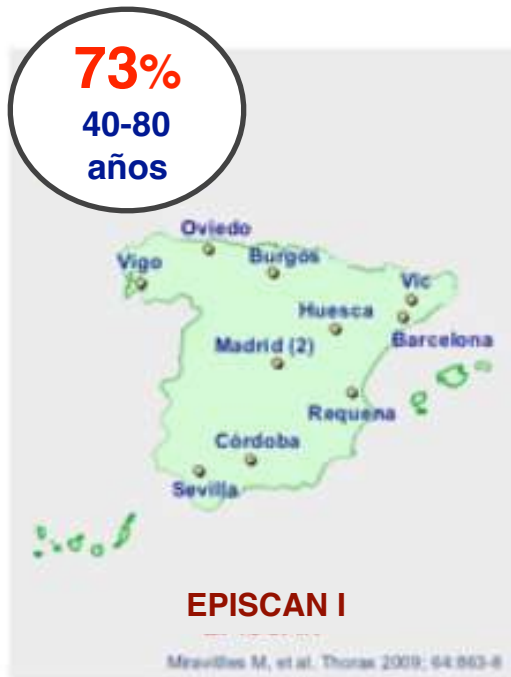 73%
40-80
años
Oviedo
Vigo
Burgos
Vic
Huesca
Barcelona
Madrid (2)
Requena
Córdoba
Sevilla
EPISCAN I
Miravitlles M, et al. Thorax 2009; 64:863-8